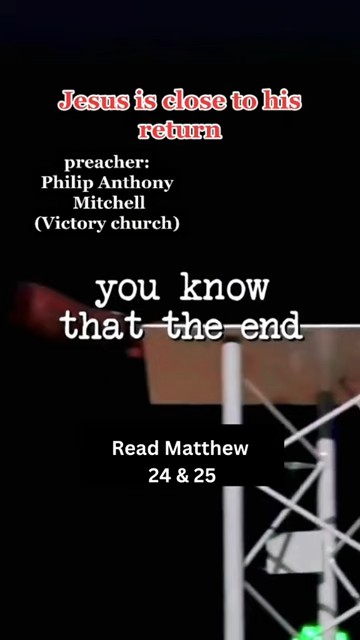 Jesus is close to his
return
preacher:
Philip Anthony
Mitchell
(Victory church)
you know
that the end
Read Matthew
24 & 25